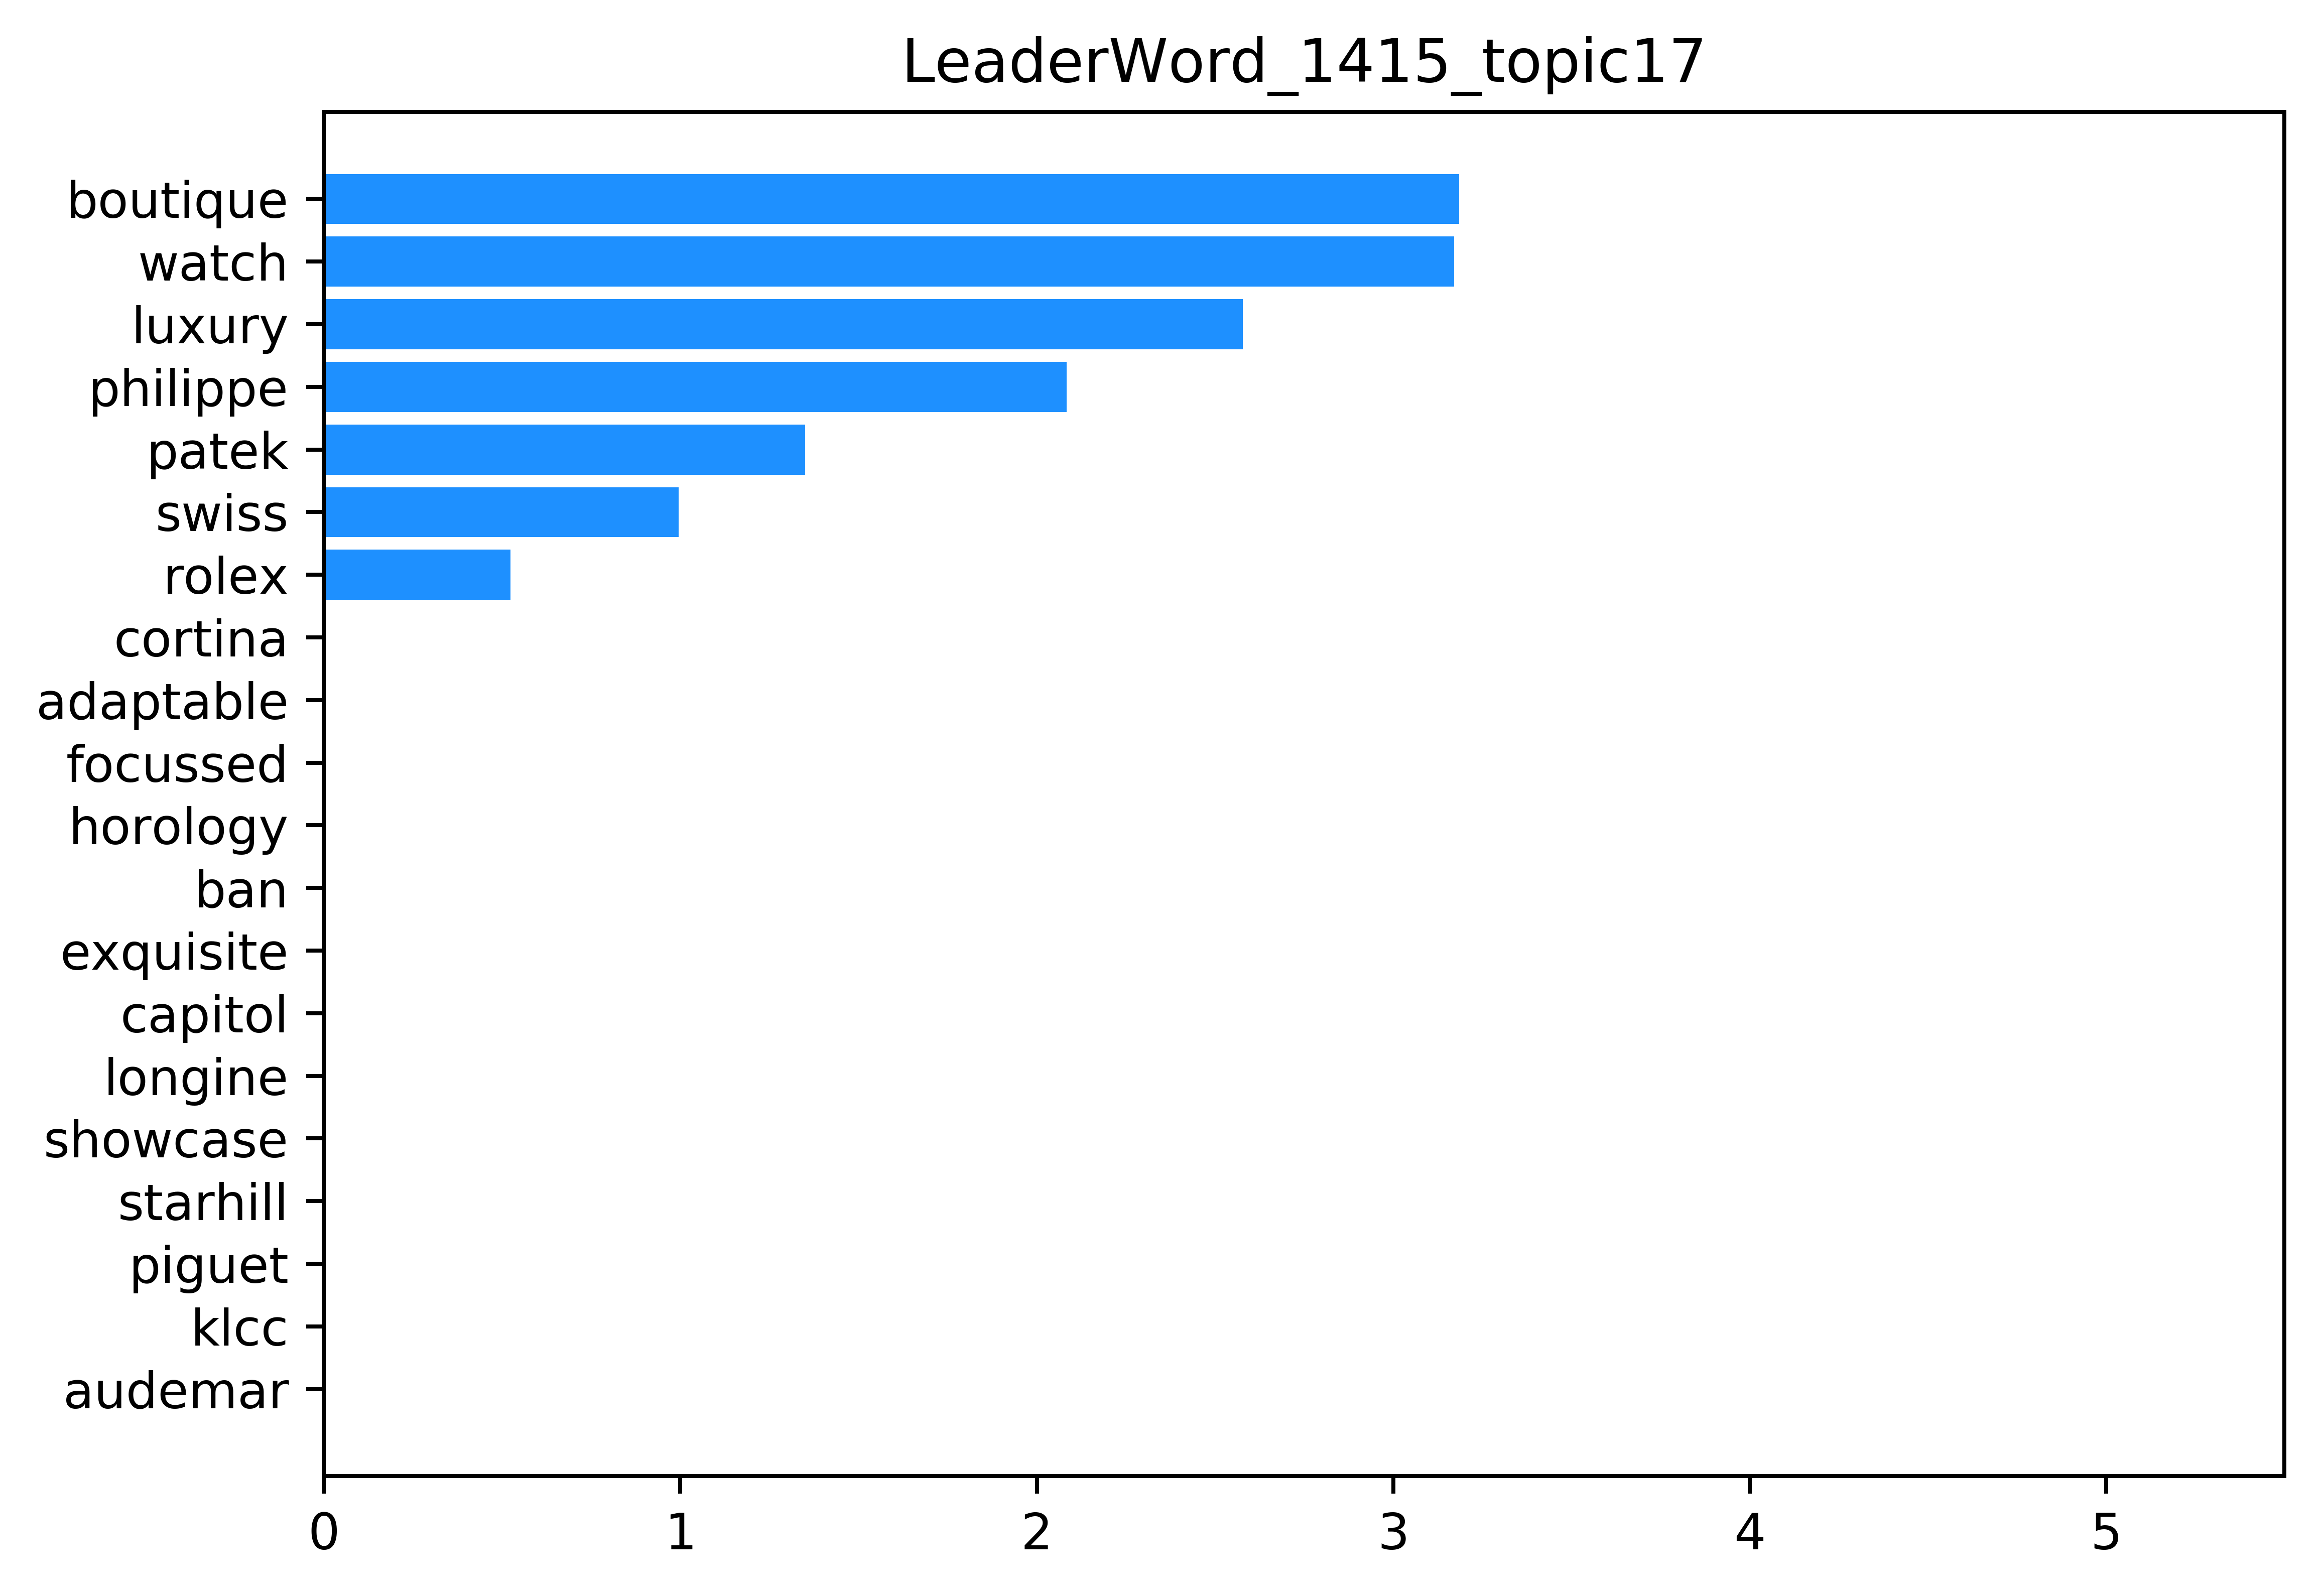 LeaderWord_1415_topic17
boutique
watch
luxury
philippe
patek
swiss
rolex
cortina
adaptable
focussed
horology
ban
exquisite
capitol
longine
showcase
starhill
piguet
klcc
audemar
0 1 2 3 4 5